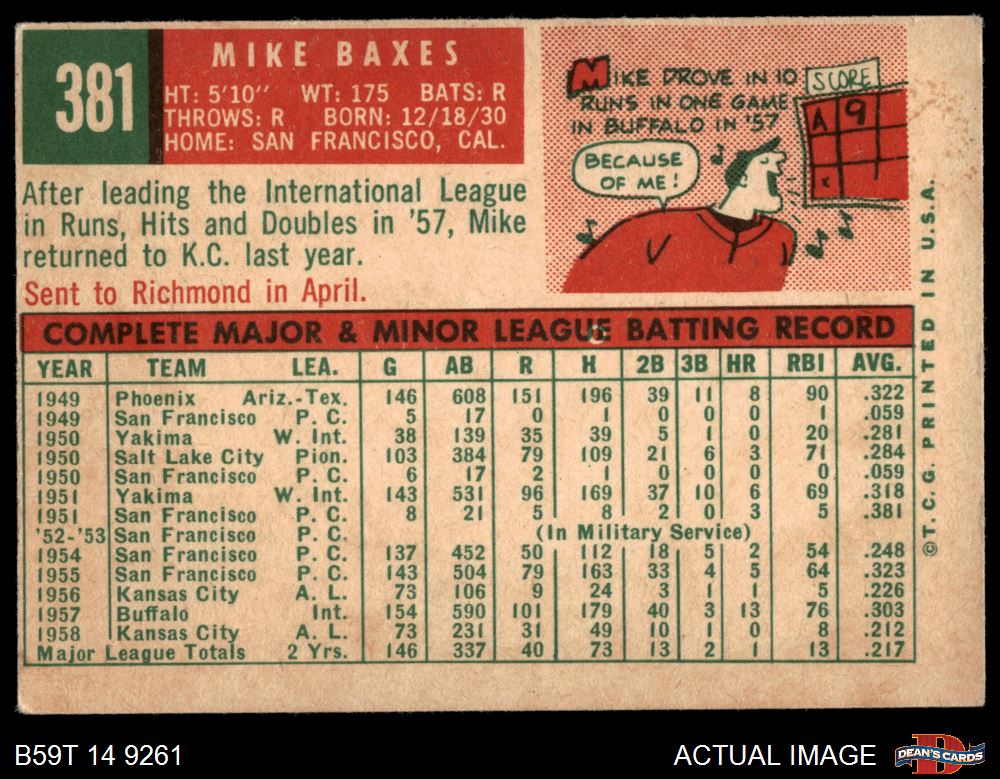 381
MIKE BAXES
HT: 5'10" WT: 175 BATS: R
THROWS: R BORN: 12/18/30
HOME: SAN FRANCISCO, CAL.
MIKE DROVE IN 10
RUNS IN ONE GAME
IN BUFFALO IN '57
SCORE
A 9
x
BECAUSE
OF ME!
After leading the International League
in Runs, Hits and Doubles in '57, Mike
returned to K.C. last year.
Sent to Richmond in April.
COMPLETE MAJOR & MINOR LEAGUE BATTING RECORD
YEAR TEAM LEA. G AB R H 2B 3B HR RBI AVG.
1949 Phoenix Ariz.-Tex. 146 608 151 196 39 11 8 90 .322
1949 San Francisco P. C. 5 17 0 1 0 0 0 1 .059
1950 Yakima W. Int. 38 139 35 39 5 1 0 20 .281
1950 Salt Lake City Pion. 103 384 79 109 21 6 3 71 .284
1950 San Francisco P. C. 6 17 2 1 0 0 0 0 .059
1951 Yakima W. Int. 143 531 96 169 37 10 6 69 .318
1951 San Francisco P. C. 8 21 5 8 2 0 3 5 .381
'52-'53 San Francisco P. C. (In Military Service)
1954 San Francisco P. C. 137 452 50 112 18 5 2 54 .248
1955 San Francisco P. C. 143 504 79 163 33 4 5 64 .323
1956 Kansas City A. L. 73 106 9 24 3 1 1 5 .226
1957 Buffalo Int. 154 590 101 179 40 3 13 76 .303
1958 Kansas City A. L. 73 231 31 49 10 1 0 8 .212
Major League Totals 2 Yrs. 146 337 40 73 13 2 1 13 .217
© T. C. G. PRINTED IN U.S.A.
B59T 14 9261
ACTUAL IMAGE
D
DEAN'S CARDS